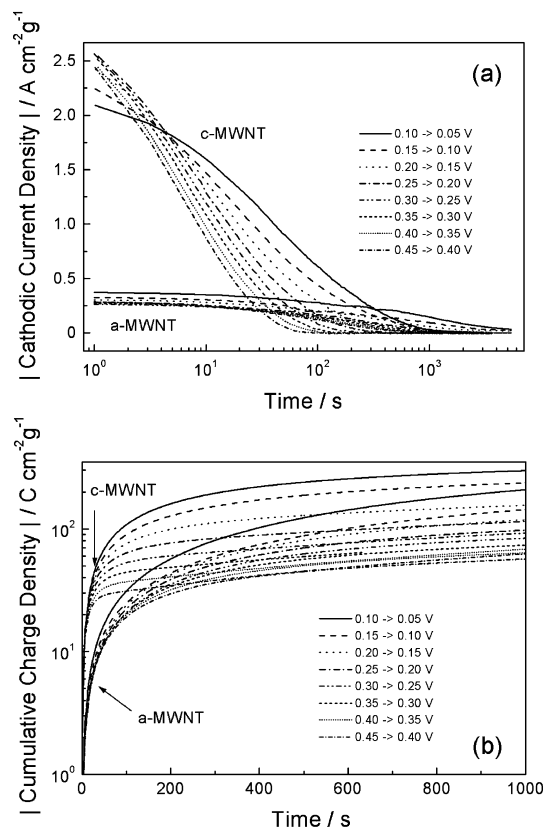 | Cathodic Current Density | / A cm⁻²g⁻¹
2.5
2.0
1.5
1.0
0.5
0
(a)
c-MWNT
0.10 -> 0.05 V
0.15 -> 0.10 V
0.20 -> 0.15 V
0.25 -> 0.20 V
0.30 -> 0.25 V
0.35 -> 0.30 V
0.40 -> 0.35 V
0.45 -> 0.40 V
a-MWNT
10⁰ 10¹ 10² 10³
Time / s
| Cumulative Charge Density | / C cm⁻²g⁻¹
10²
10¹
10⁰
c-MWNT
a-MWNT
0.10 -> 0.05 V
0.15 -> 0.10 V
0.20 -> 0.15 V
0.25 -> 0.20 V
0.30 -> 0.25 V
0.35 -> 0.30 V
0.40 -> 0.35 V
0.45 -> 0.40 V
(b)
0 200 400 600 800 1000
Time / s